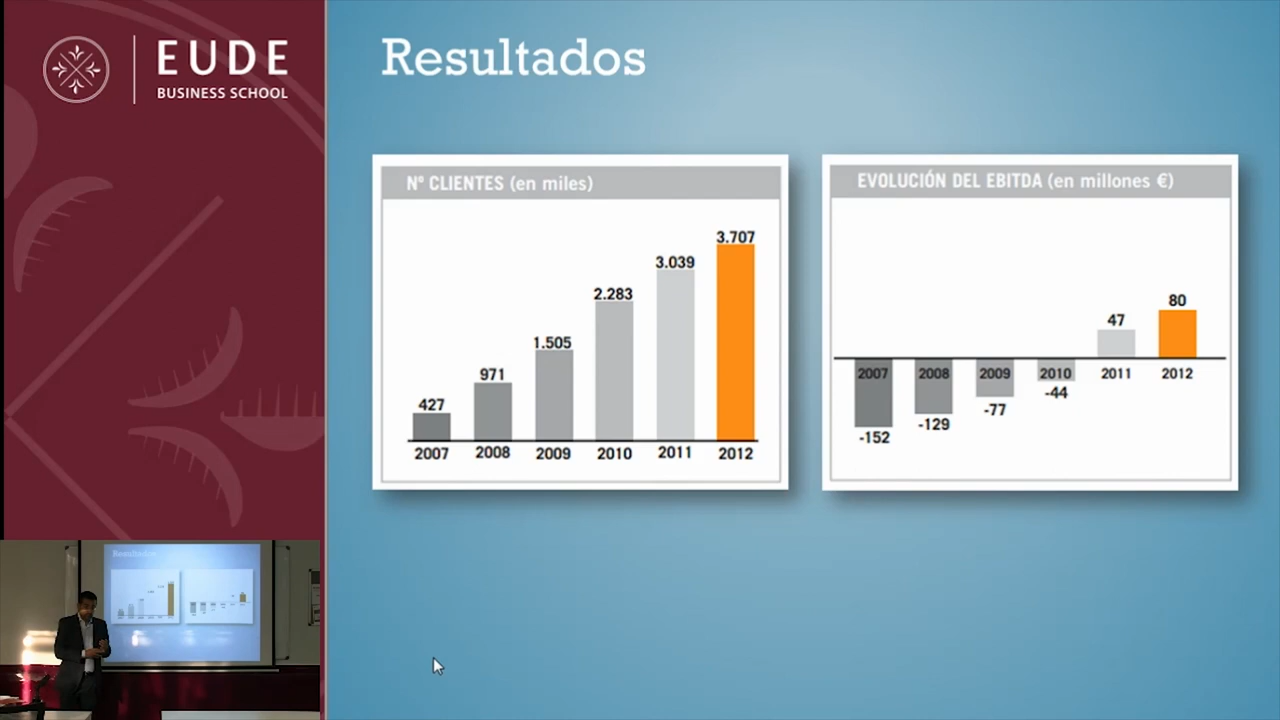 EUDE
BUSINESS SCHOOL
Resultados
Nº CLIENTES (en miles)
3.707
3.039
2.283
1.505
971
427
2007 2008 2009 2010 2011 2012
EVOLUCIÓN DEL EBITDA (en millones €)
80
47
2007 2008 2009 2010 2011 2012
-44
-77
-129
-152
Resultados